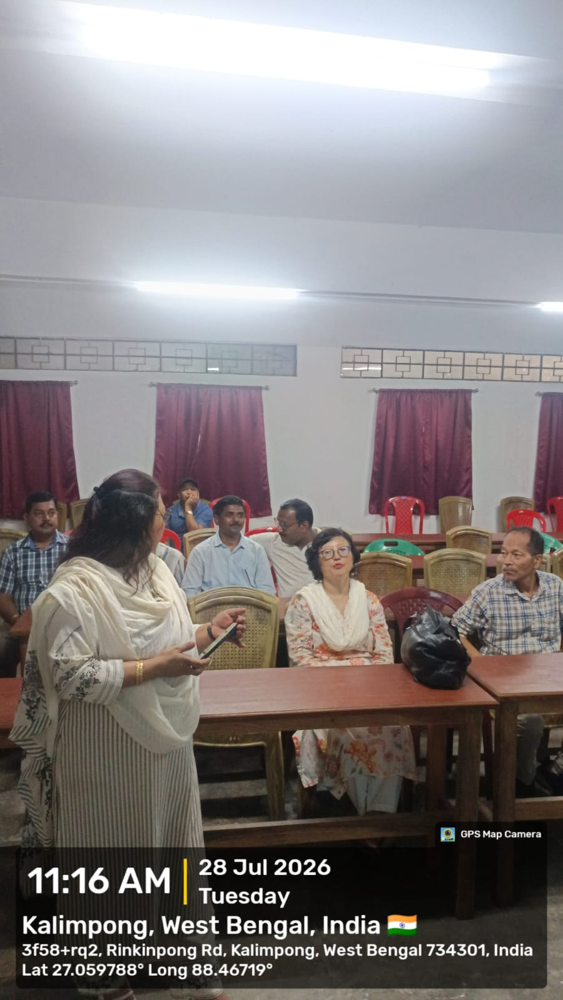 GPS Map Camera
11:16 AM
28 Jul 2026
Tuesday
Kalimpong, West Bengal, India
3f58+rq2, Rinkinpong Rd, Kalimpong, West Bengal 734301, India
Lat 27.059788° Long 88.46719°